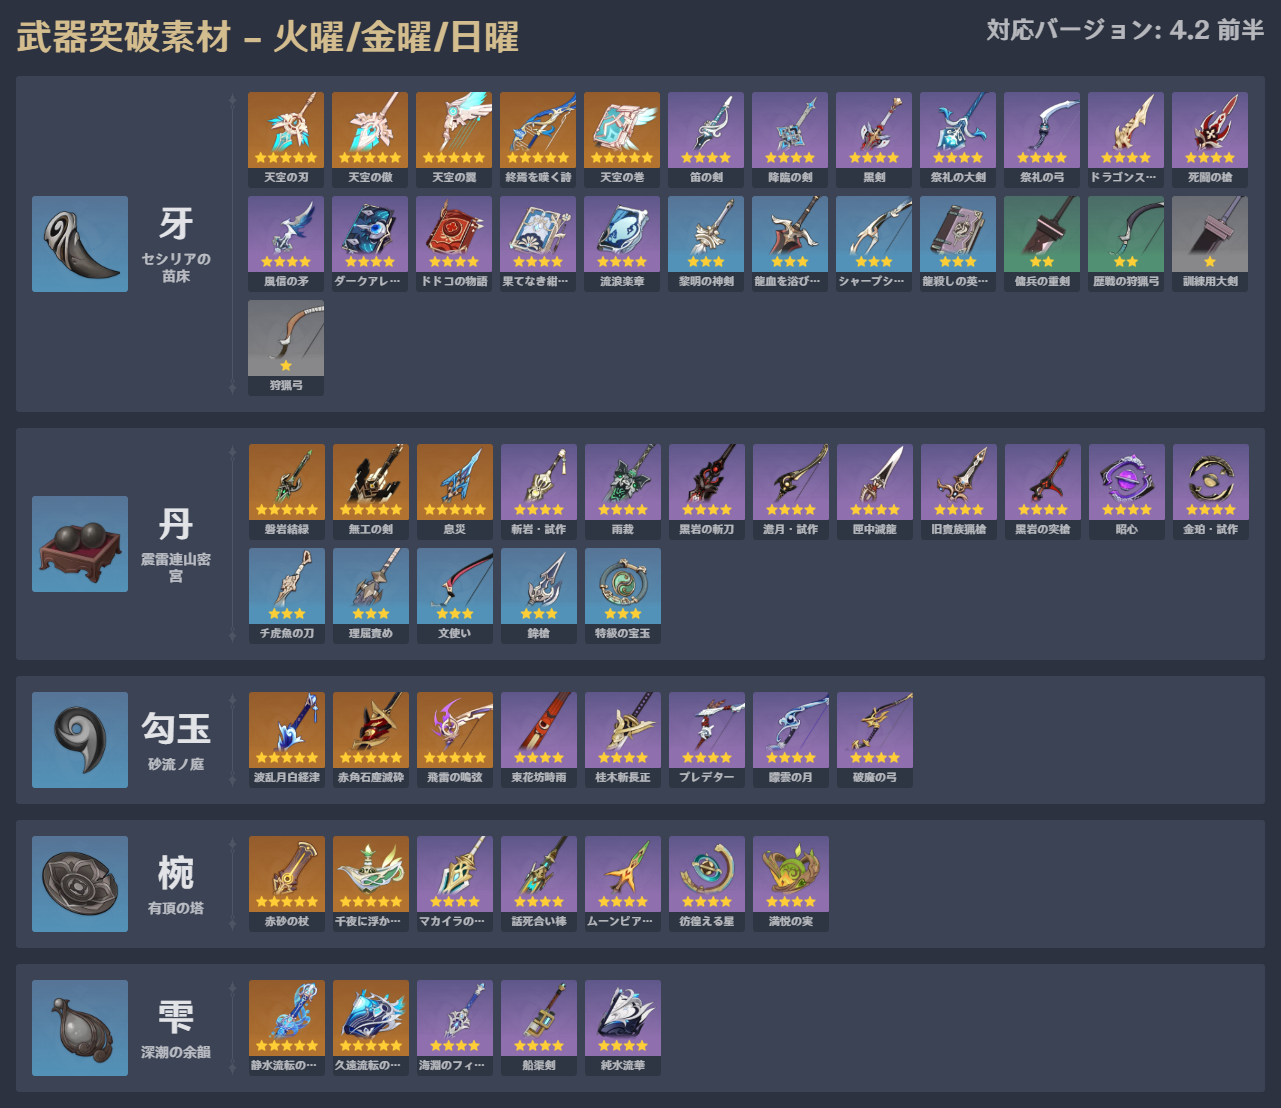 武器突破素材 – 火曜/金曜/日曜
対応バージョン: 4.2 前半
牙
セシリアの
苗床
天空の刃
天空の傲
天空の翼
終焉を嘆く詩
天空の巻
笛の剣
降臨の剣
黒剣
祭礼の大剣
祭礼の弓
ドラゴンス…
死闘の槍
風信の矛
ダークアレ…
ドドコの物語
果てなき紺…
流浪楽章
黎明の神剣
龍血を浴び…
シャープシ…
龍殺しの英…
傭兵の重剣
歴戦の狩猟弓
訓練用大剣
狩猟弓
丹
震雷連山密
宮
磐岩結緑
無工の剣
息災
斬岩・試作
雨裁
黒岩の斬刀
澹月・試作
匣中滅龍
旧貴族猟槍
黒岩の突槍
昭心
金珀・試作
チ虎魚の刀
理屈責め
文使い
鉾槍
特級の宝玉
勾玉
砂流ノ庭
波乱月白経津
赤角石塵滅砕
飛雷の鳴弦
東花坊時雨
桂木斬長正
プレデター
曚雲の月
破魔の弓
椀
有頂の塔
赤砂の杖
千夜に浮か…
マカイラの…
話死合い棒
ムーンピア…
彷徨える星
満悦の実
雫
深潮の余韻
静水流転の…
久遠流転の…
海淵のフィ…
船渠剣
純水流華